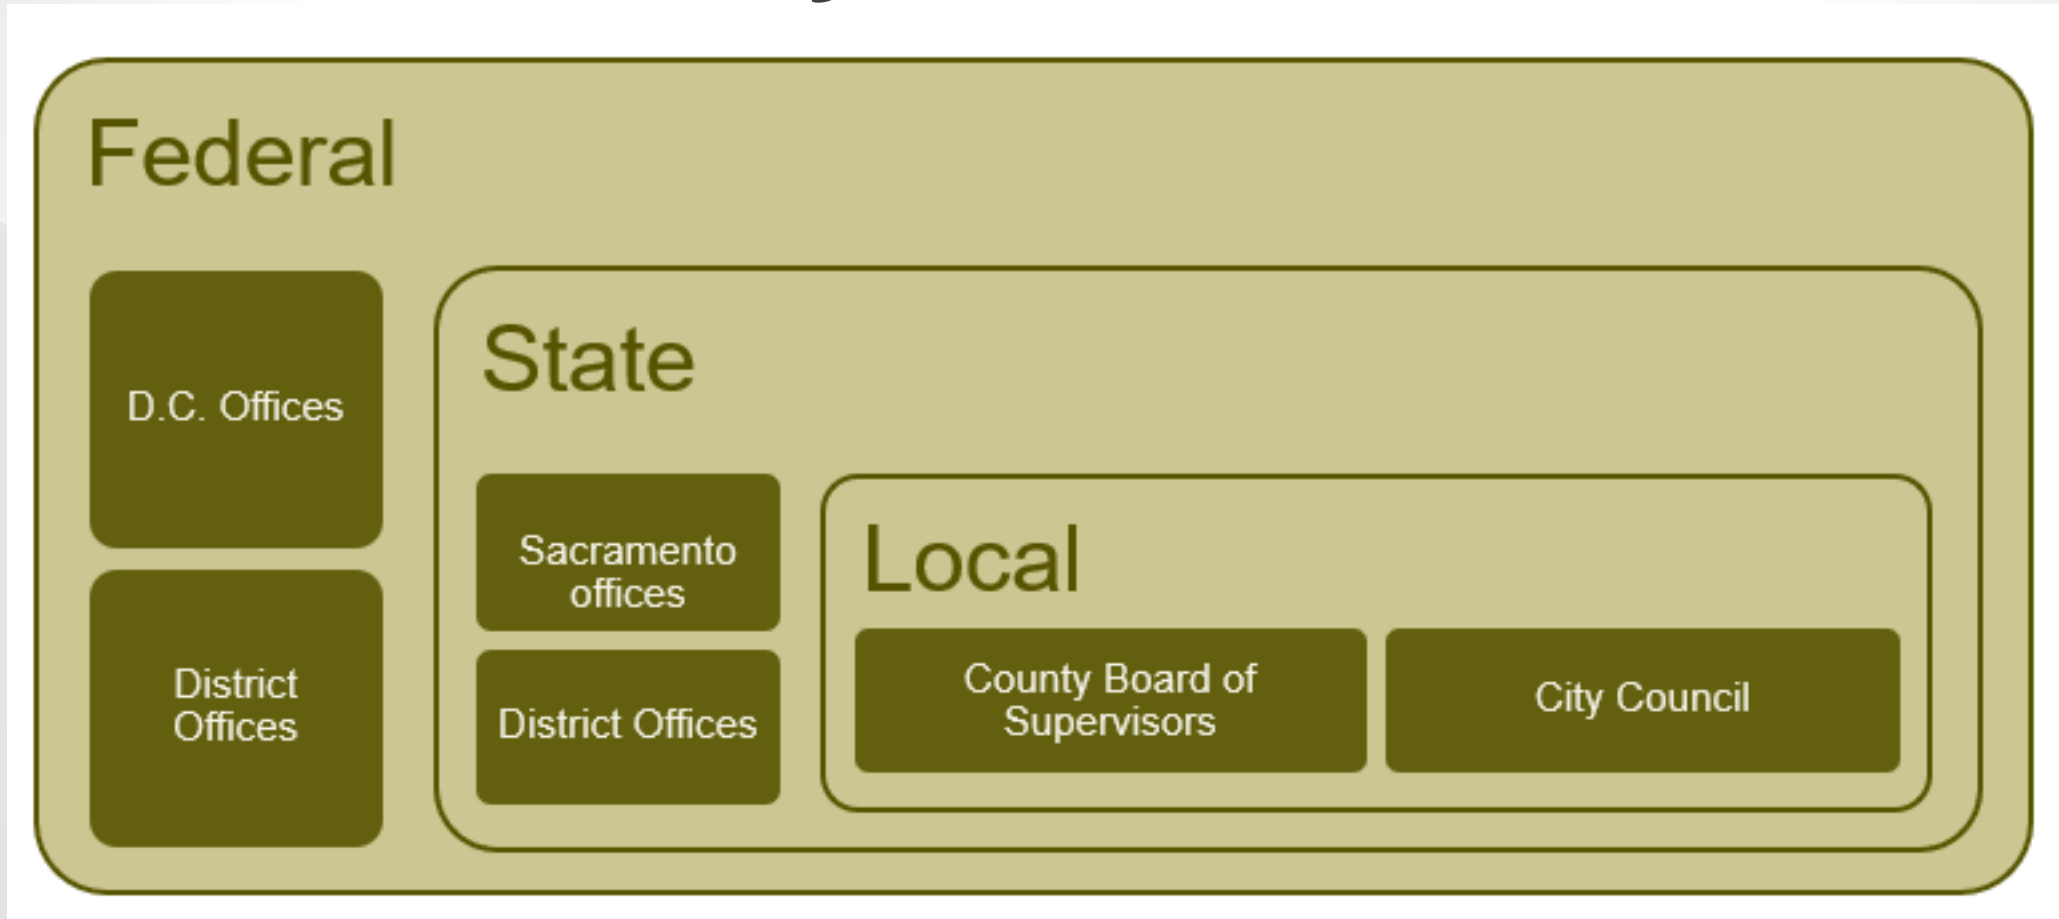 Federal
D.C. Offices
District
Offices
State
Sacramento
offices
District Offices
Local
County Board of
Supervisors
City Council